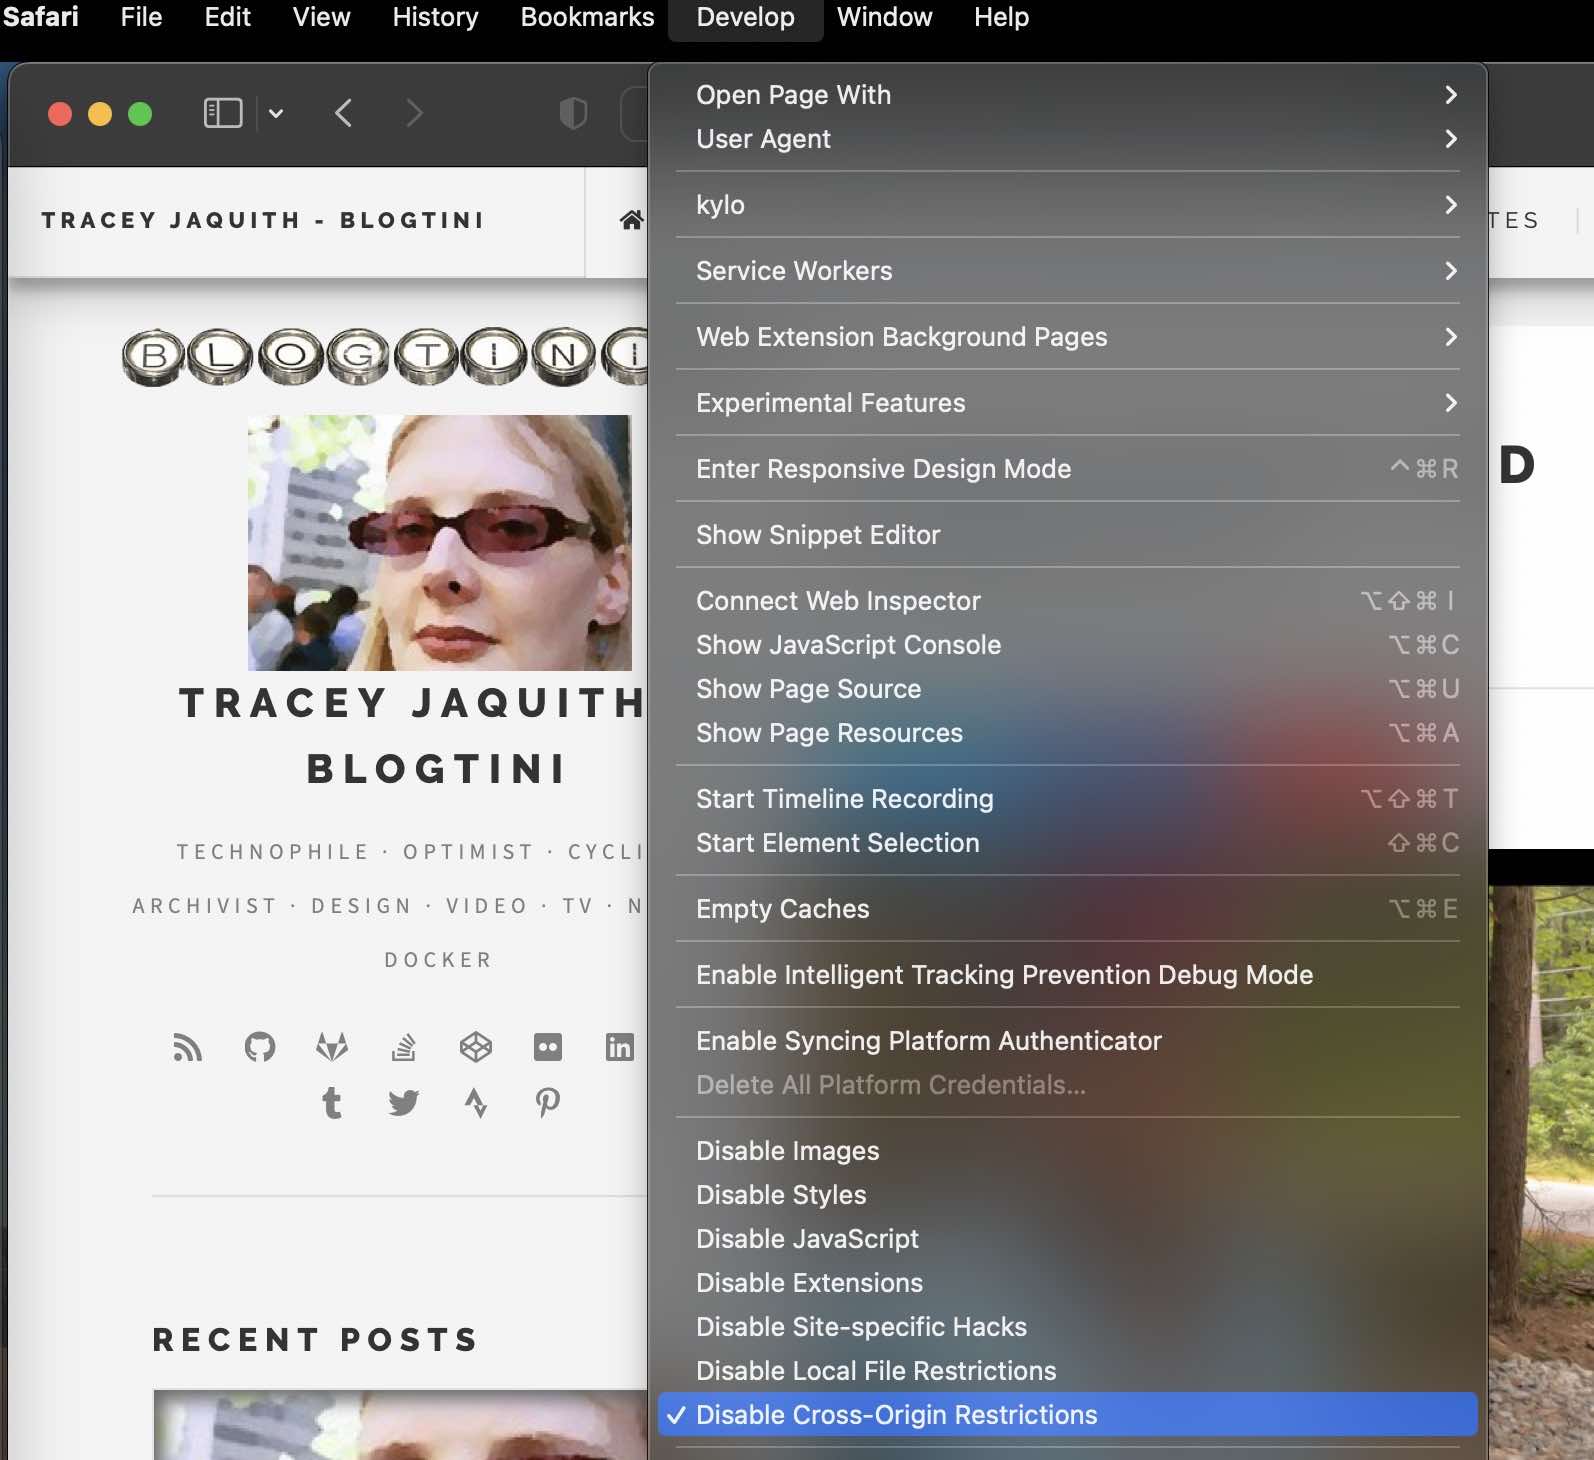 Safari File Edit View History Bookmarks Develop Window Help
TRACEY JAQUITH - BLOGTINI
TES
BLOGTINI
TRACEY JAQUITH
BLOGTINI
TECHNOPHILE · OPTIMIST · CYCLI
ARCHIVIST · DESIGN · VIDEO · TV · N
DOCKER
RECENT POSTS
Open Page With
User Agent
kylo
Service Workers
Web Extension Background Pages
Experimental Features
Enter Responsive Design Mode ^⌘R
Show Snippet Editor
Connect Web Inspector ⌥⇧⌘I
Show JavaScript Console ⌥⌘C
Show Page Source ⌥⌘U
Show Page Resources ⌥⌘A
Start Timeline Recording ⌥⇧⌘T
Start Element Selection ⇧⌘C
Empty Caches ⌥⌘E
Enable Intelligent Tracking Prevention Debug Mode
Enable Syncing Platform Authenticator
Delete All Platform Credentials...
Disable Images
Disable Styles
Disable JavaScript
Disable Extensions
Disable Site-specific Hacks
Disable Local File Restrictions
✓ Disable Cross-Origin Restrictions
D